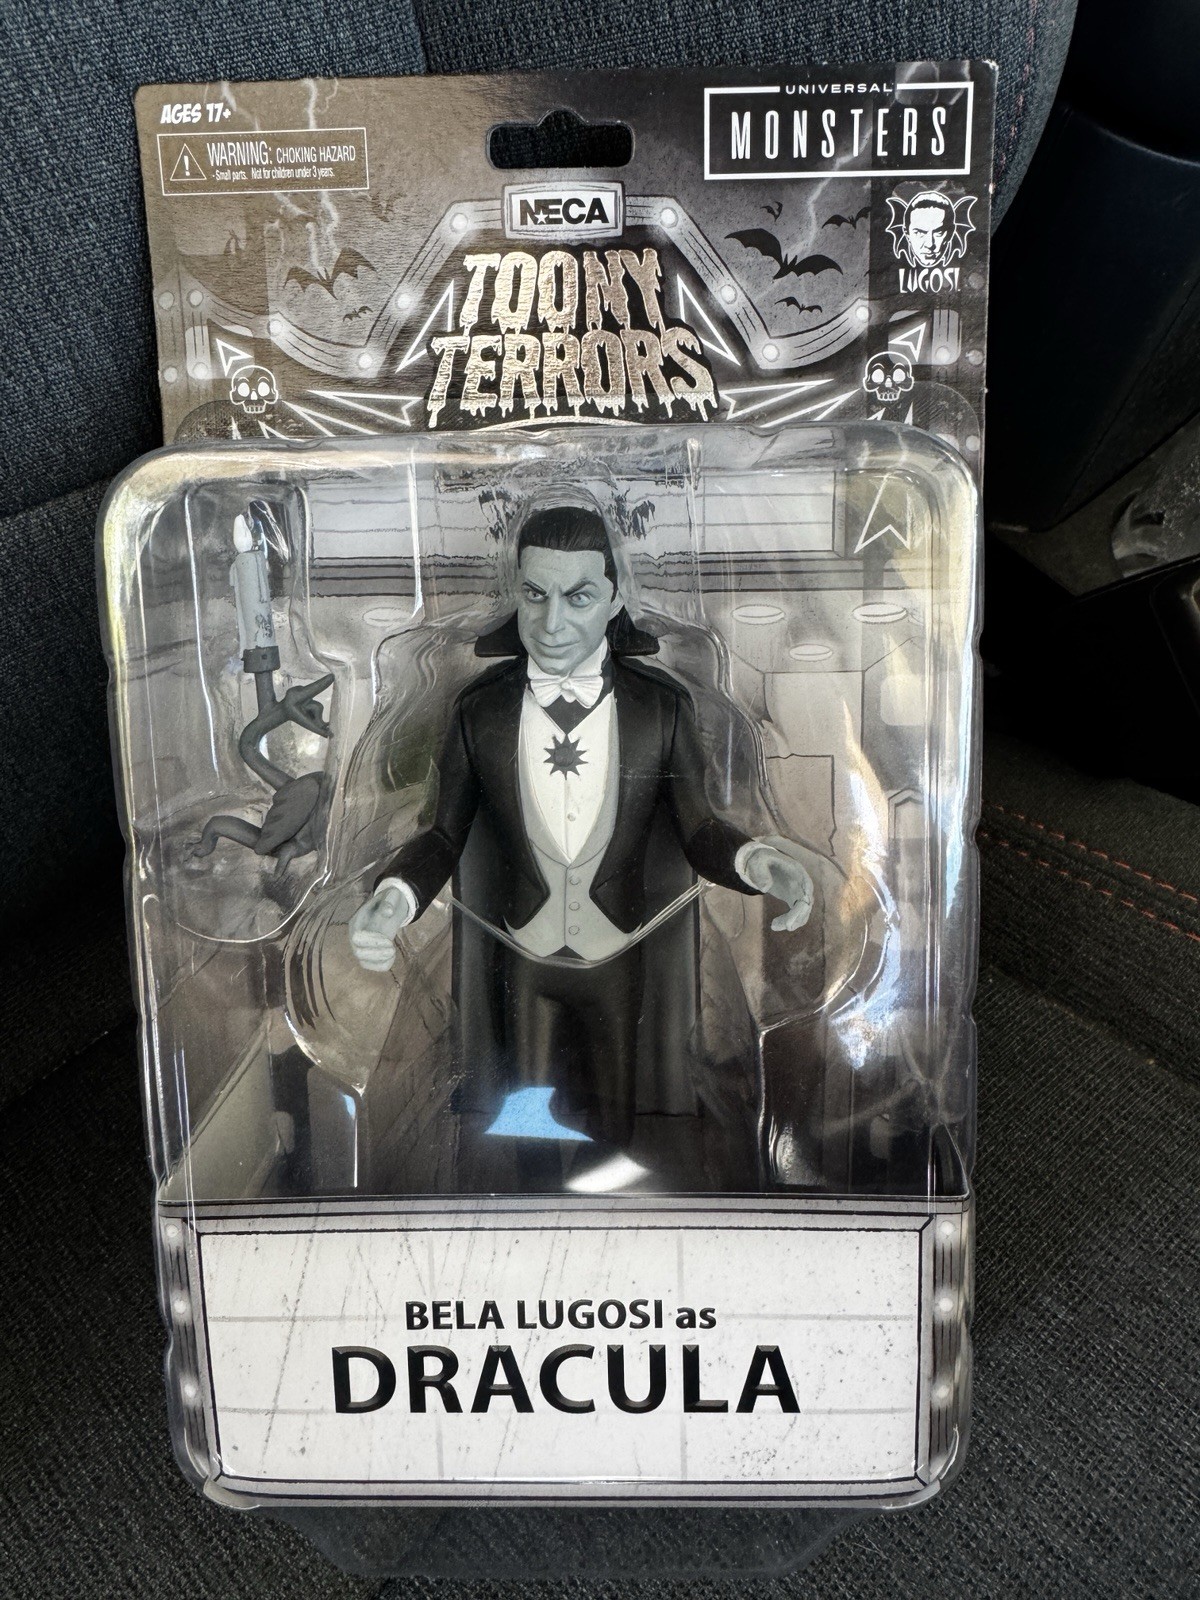 AGES 17+
WARNING: CHOKING HAZARD
-Small parts. Not for children under 3 years.
UNIVERSAL
MONSTERS
NECA
LUGOSI
TOONY
TERRORS
BELA LUGOSI as
DRACULA